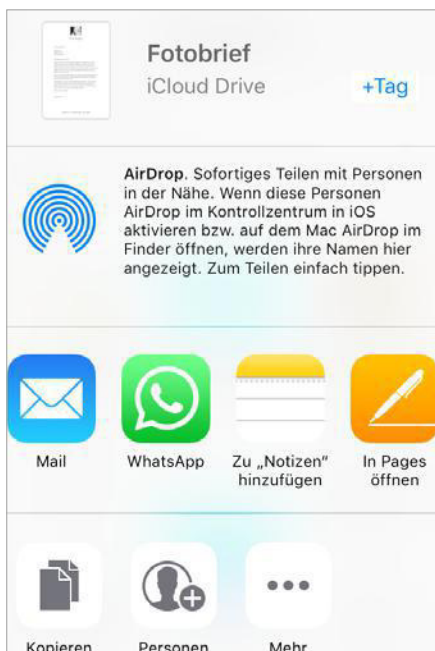 Fotobrief
iCloud Drive
+Tag
AirDrop. Sofortiges Teilen mit Personen
in der Nähe. Wenn diese Personen
AirDrop im Kontrollzentrum in iOS
aktivieren bzw. auf dem Mac AirDrop im
Finder öffnen, werden ihre Namen hier
angezeigt. Zum Teilen einfach tippen.
Mail
WhatsApp
Zu „Notizen“
hinzufügen
In Pages
öffnen
Kopieren
Personen
Mehr